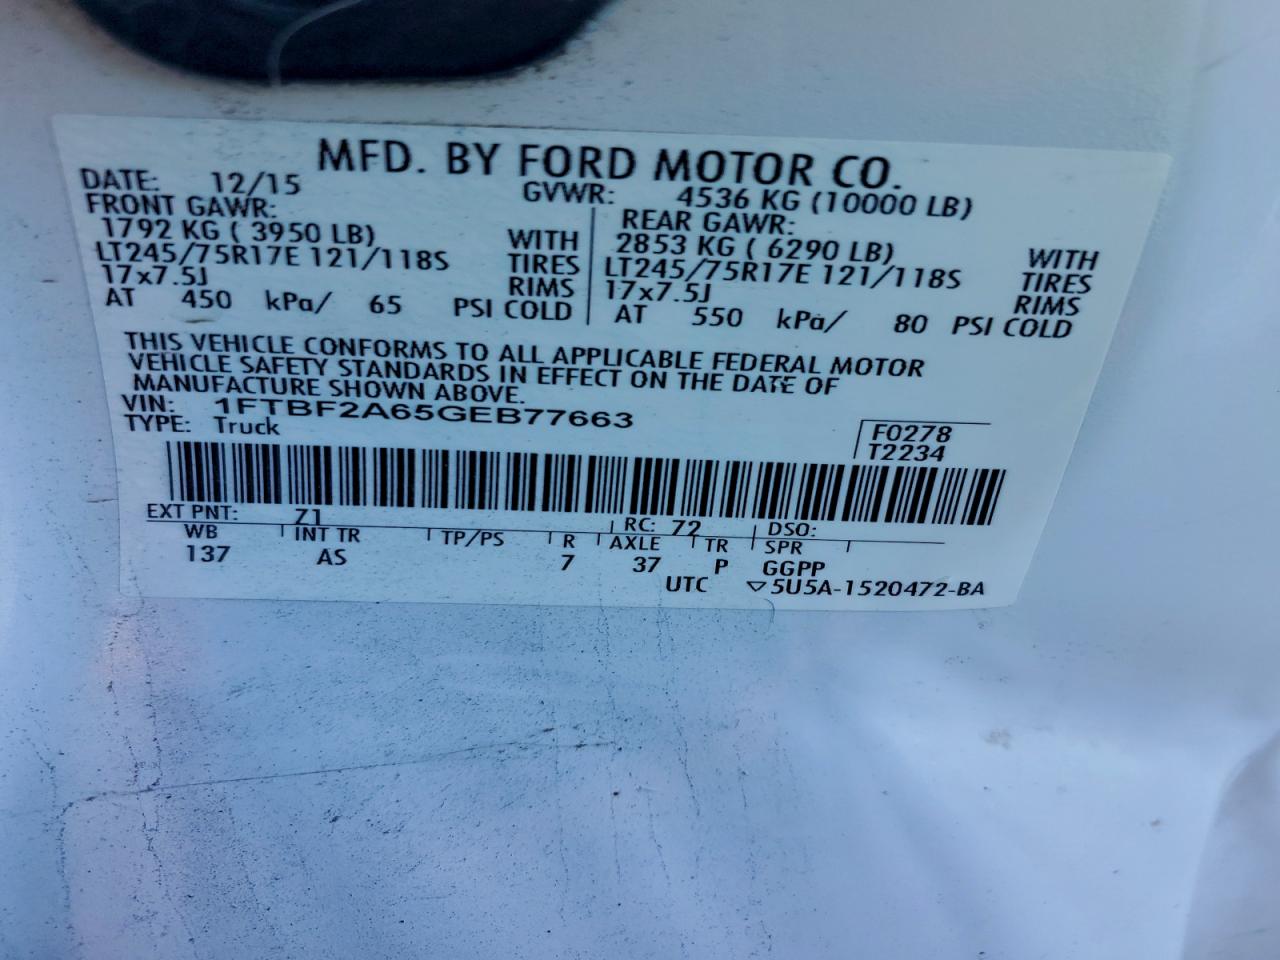 MFD. BY FORD MOTOR CO.
DATE: 12/15 GVWR: 4536 KG (10000 LB)
FRONT GAWR:
1792 KG ( 3950 LB) WITH
LT245/75R17E 121/118S TIRES
17x7.5J RIMS
AT 450 kPa/ 65 PSI COLD
REAR GAWR:
2853 KG ( 6290 LB) WITH
LT245/75R17E 121/118S TIRES
17x7.5J RIMS
AT 550 kPa/ 80 PSI COLD
THIS VEHICLE CONFORMS TO ALL APPLICABLE FEDERAL MOTOR
VEHICLE SAFETY STANDARDS IN EFFECT ON THE DATE OF
MANUFACTURE SHOWN ABOVE.
VIN: 1FTBF2A65GEB77663
TYPE: Truck
F0278
T2234
EXT PNT: Z1 RC: 72 DSO:
WB INT TR TP/PS R AXLE TR SPR
137 AS 7 37 P GGPP
UTC ▽5U5A-1520472-BA